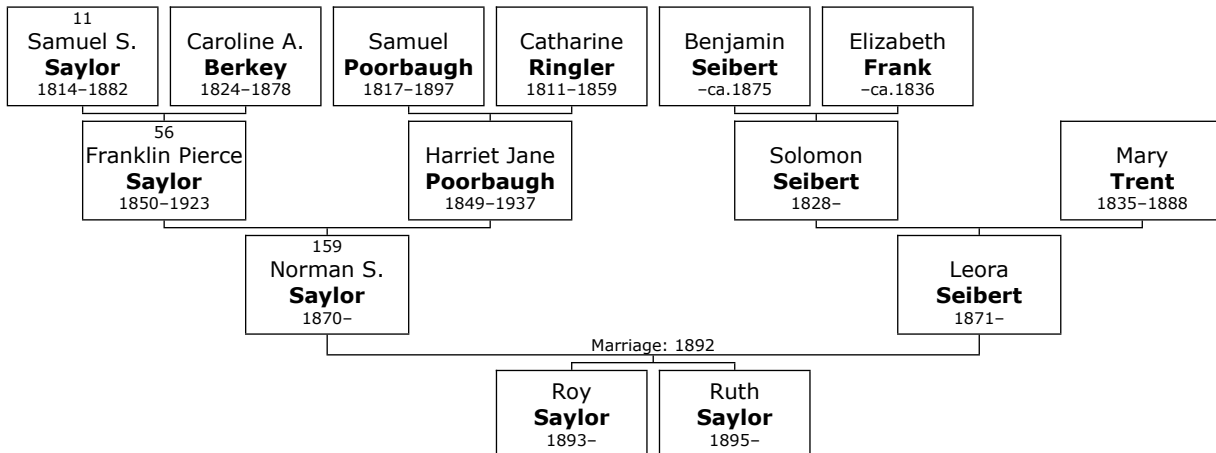 11
Samuel S.
Saylor
1814–1882
Caroline A.
Berkey
1824–1878
Samuel
Poorbaugh
1817–1897
Catharine
Ringler
1811–1859
Benjamin
Seibert
–ca.1875
Elizabeth
Frank
–ca.1836
56
Franklin Pierce
Saylor
1850–1923
Harriet Jane
Poorbaugh
1849–1937
Solomon
Seibert
1828–
Mary
Trent
1835–1888
159
Norman S.
Saylor
1870–
Leora
Seibert
1871–
Marriage: 1892
Roy
Saylor
1893–
Ruth
Saylor
1895–